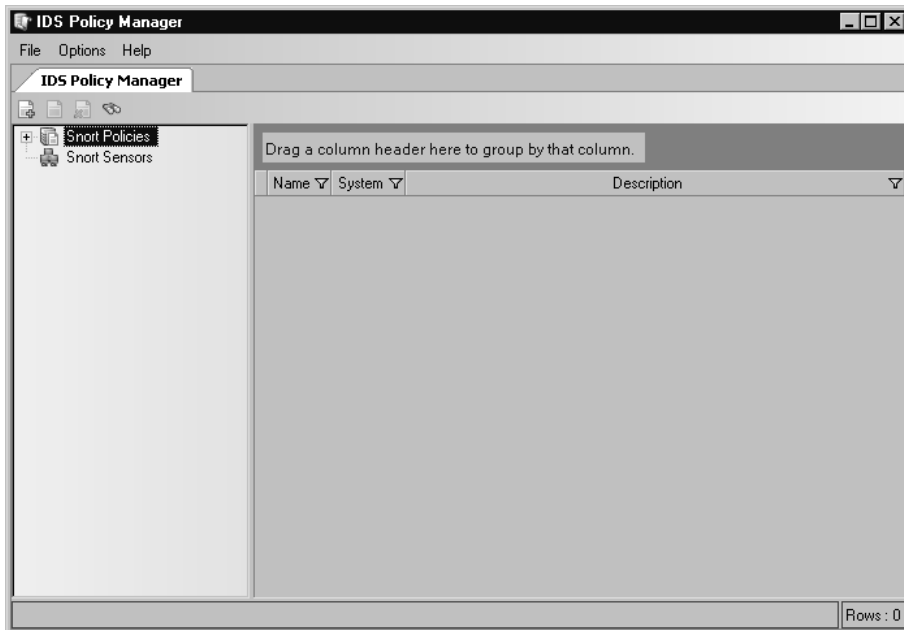 IDS Policy Manager
File Options Help
IDS Policy Manager
Snort Policies
Snort Sensors
Drag a column header here to group by that column.
Name System Description
Rows : 0